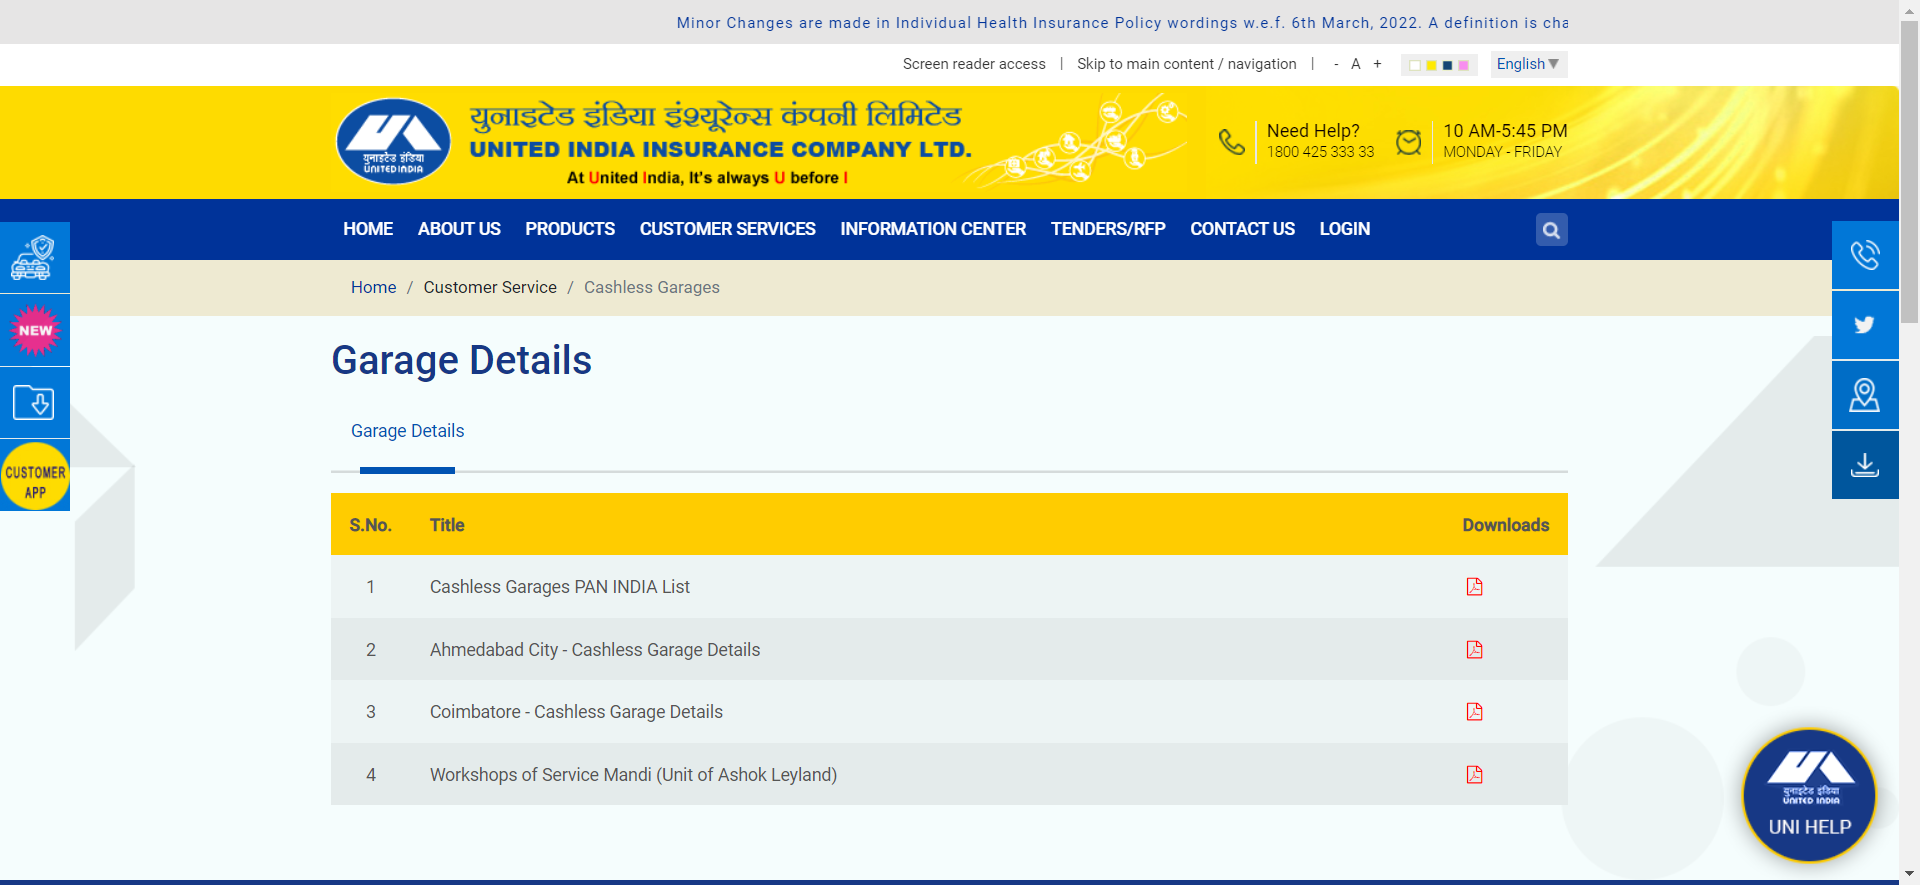 Minor Changes are made in Individual Health Insurance Policy wordings w.e.f. 6th March, 2022. A definition is cha
Screen reader access | Skip to main content / navigation | - A + English▼
युनाइटेड इंडिया इंश्यूरेन्स कंपनी लिमिटेड
UNITED INDIA INSURANCE COMPANY LTD.
At United India, It's always U before I
युनाइटेड इंडिया
UNITED INDIA
Need Help?
1800 425 333 33
10 AM-5:45 PM
MONDAY - FRIDAY
HOME ABOUT US PRODUCTS CUSTOMER SERVICES INFORMATION CENTER TENDERS/RFP CONTACT US LOGIN
Home / Customer Service / Cashless Garages
NEW
CUSTOMER
APP
Garage Details
Garage Details
S.No. Title Downloads
1 Cashless Garages PAN INDIA List
2 Ahmedabad City - Cashless Garage Details
3 Coimbatore - Cashless Garage Details
4 Workshops of Service Mandi (Unit of Ashok Leyland)
युनाइटेड इंडिया
UNITED INDIA
UNI HELP